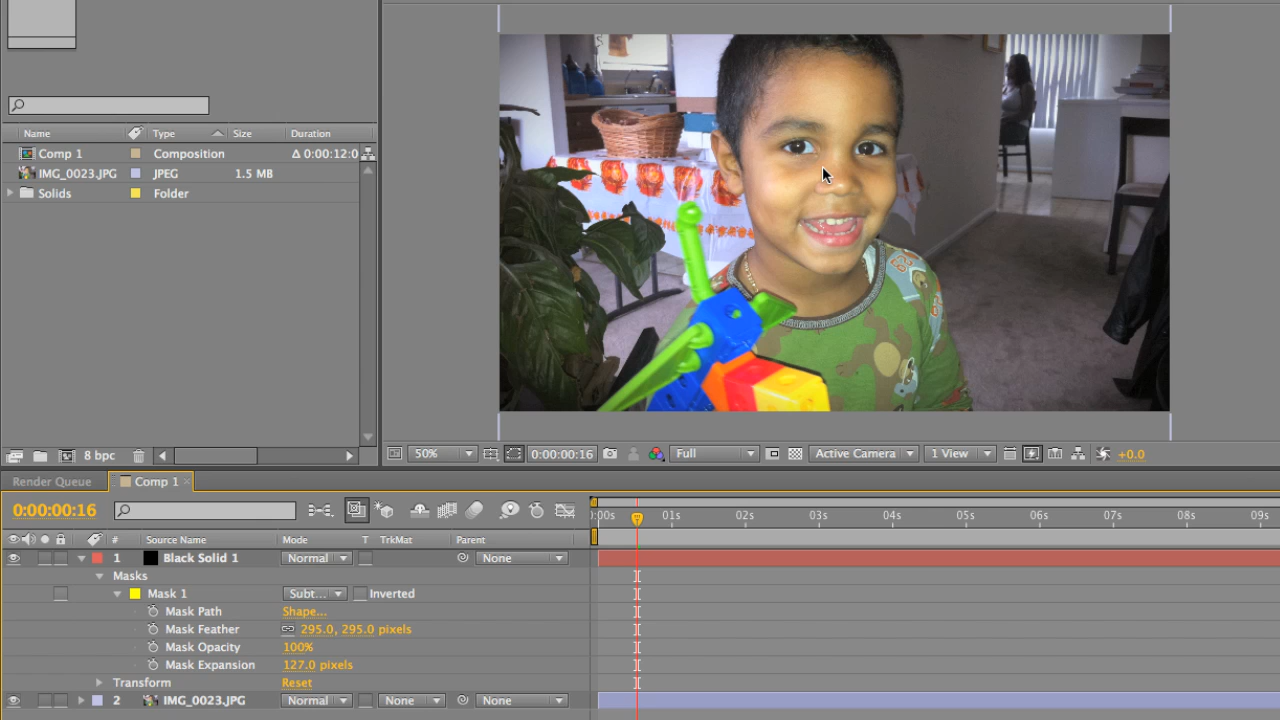 Name Type Size Duration
Comp 1 Composition Δ 0:00:12:0
IMG_0023.JPG JPEG 1.5 MB
Solids Folder
8 bpc
50% 0:00:00:16 Full Active Camera 1 View +0.0
Render Queue Comp 1 ×
0:00:00:16
):00s 01s 02s 03s 04s 05s 06s 07s 08s 09s
# Source Name Mode T TrkMat Parent
1 Black Solid 1 Normal None
Masks
Mask 1 Subt... Inverted
Mask Path Shape...
Mask Feather 295.0, 295.0 pixels
Mask Opacity 100%
Mask Expansion 127.0 pixels
Transform Reset
2 IMG_0023.JPG Normal None None